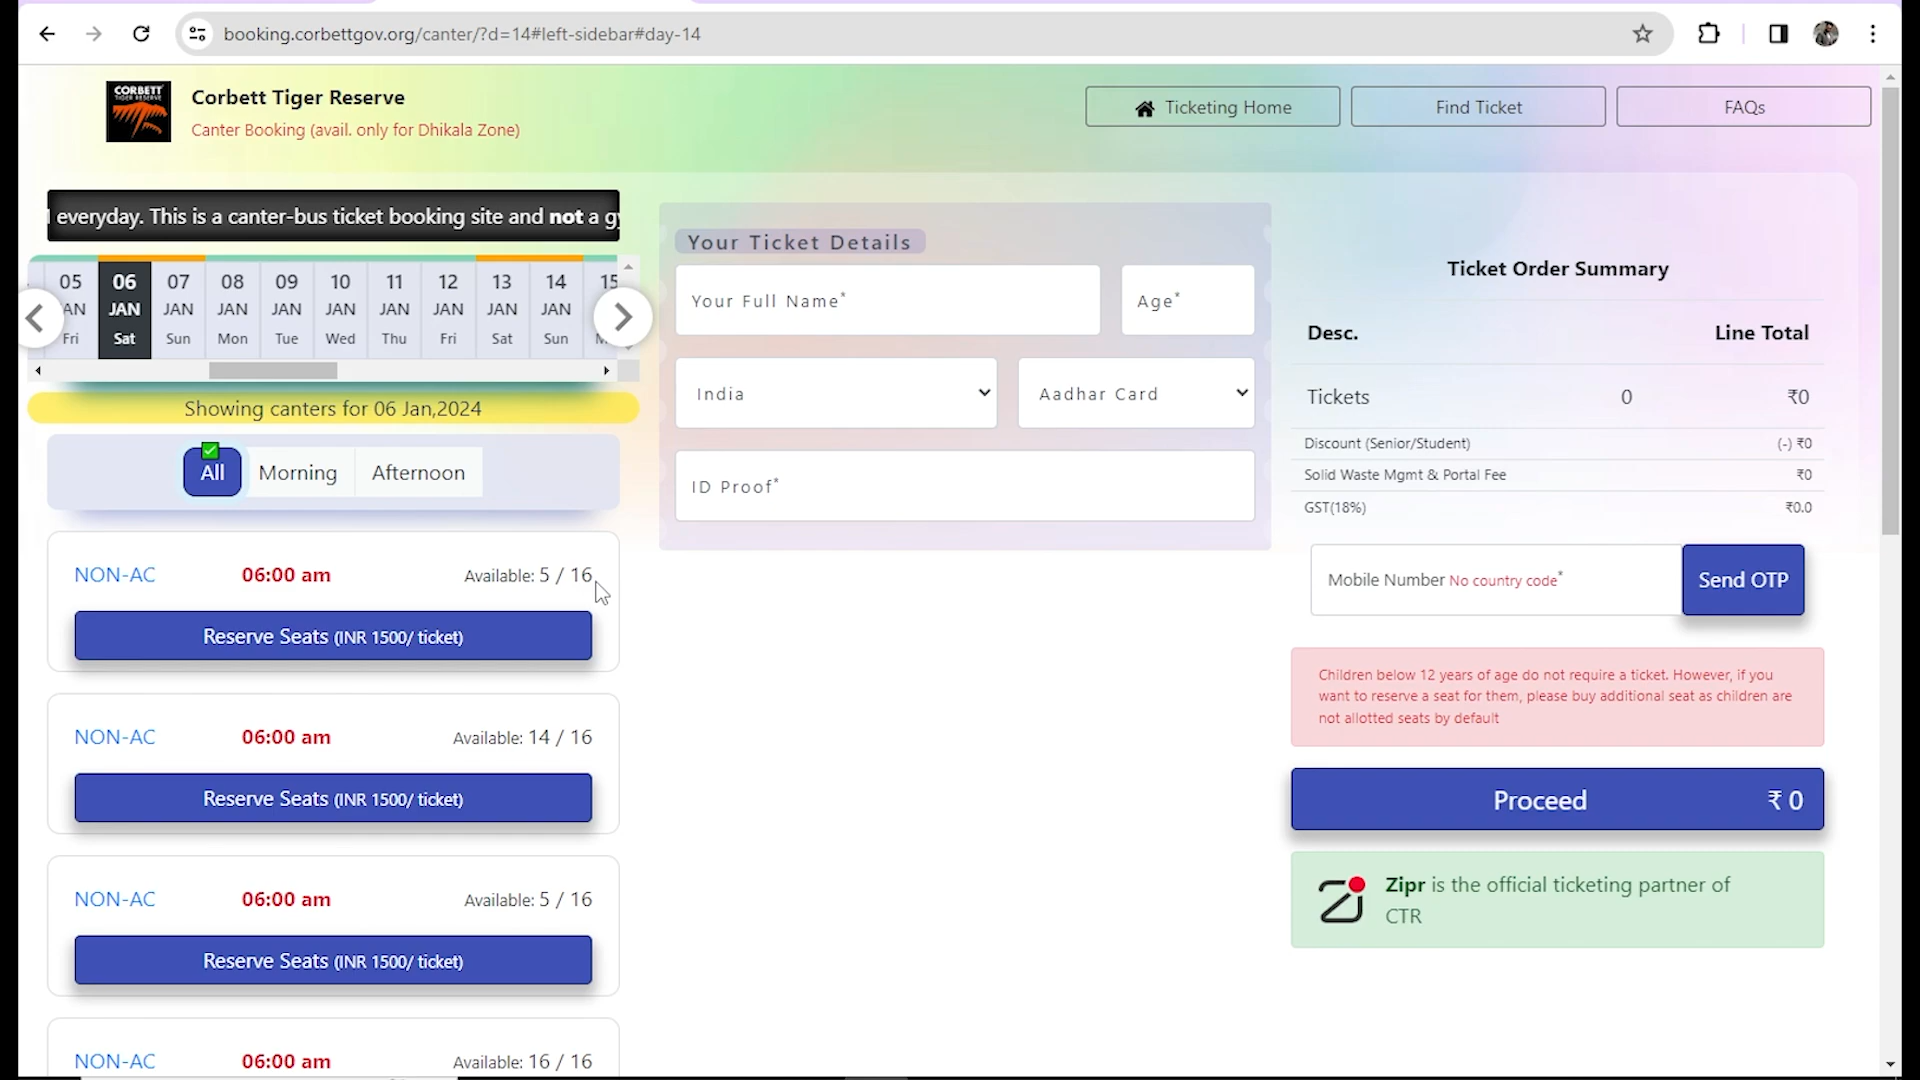 booking.corbettgov.org/canter/?d=14#left-sidebar#day-14
CORBETT
TIGER RESERVE
Corbett Tiger Reserve
Canter Booking (avail. only for Dhikala Zone)
Ticketing Home
Find Ticket
FAQs
everyday. This is a canter-bus ticket booking site and not a
05 06 07 08 09 10 11 12 13 14 15
AN JAN JAN JAN JAN JAN JAN JAN JAN JAN
Fri Sat Sun Mon Tue Wed Thu Fri Sat Sun
Showing canters for 06 Jan,2024
All Morning Afternoon
NON-AC 06:00 am Available: 5 / 16
Reserve Seats (INR 1500/ ticket)
NON-AC 06:00 am Available: 14 / 16
Reserve Seats (INR 1500/ ticket)
NON-AC 06:00 am Available: 5 / 16
Reserve Seats (INR 1500/ ticket)
NON-AC 06:00 am Available: 16 / 16
Your Ticket Details
Your Full Name*
Age*
India
Aadhar Card
ID Proof*
Ticket Order Summary
Desc. Line Total
Tickets 0 ₹0
Discount (Senior/Student) (-) ₹0
Solid Waste Mgmt & Portal Fee ₹0
GST(18%) ₹0.0
Mobile Number No country code*
Send OTP
Children below 12 years of age do not require a ticket. However, if you
want to reserve a seat for them, please buy additional seat as children are
not allotted seats by default
Proceed ₹ 0
Zipr is the official ticketing partner of
CTR